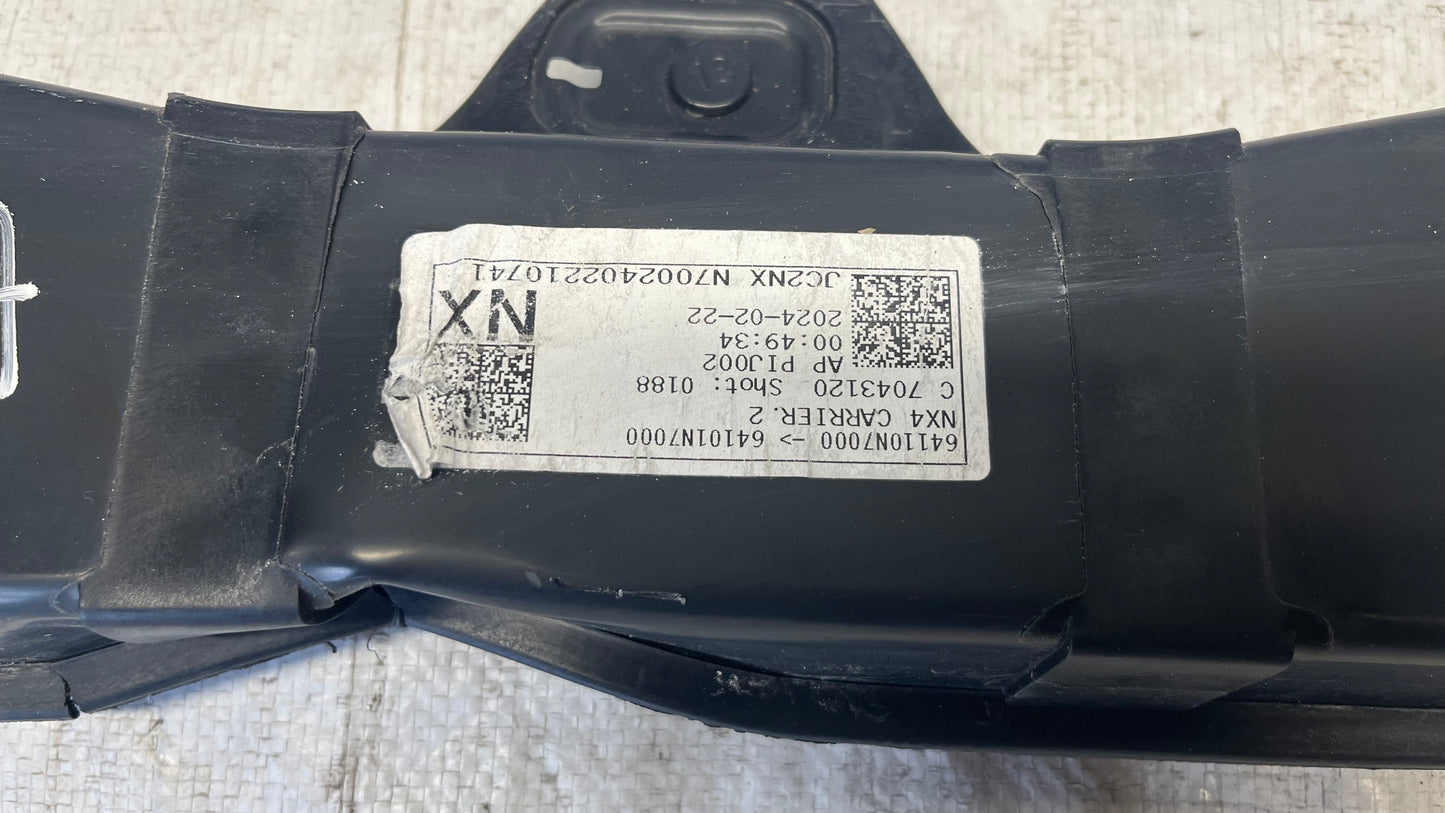 64110N7000 -> 64101N7000
NX4 CARRIER.2
C 7043120 Shot: 0188
AP PIJ002
00:49:34
2024-02-22
NX
JC2NX N7002402210741